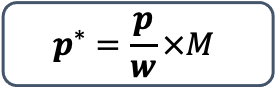 p* = p/w × M